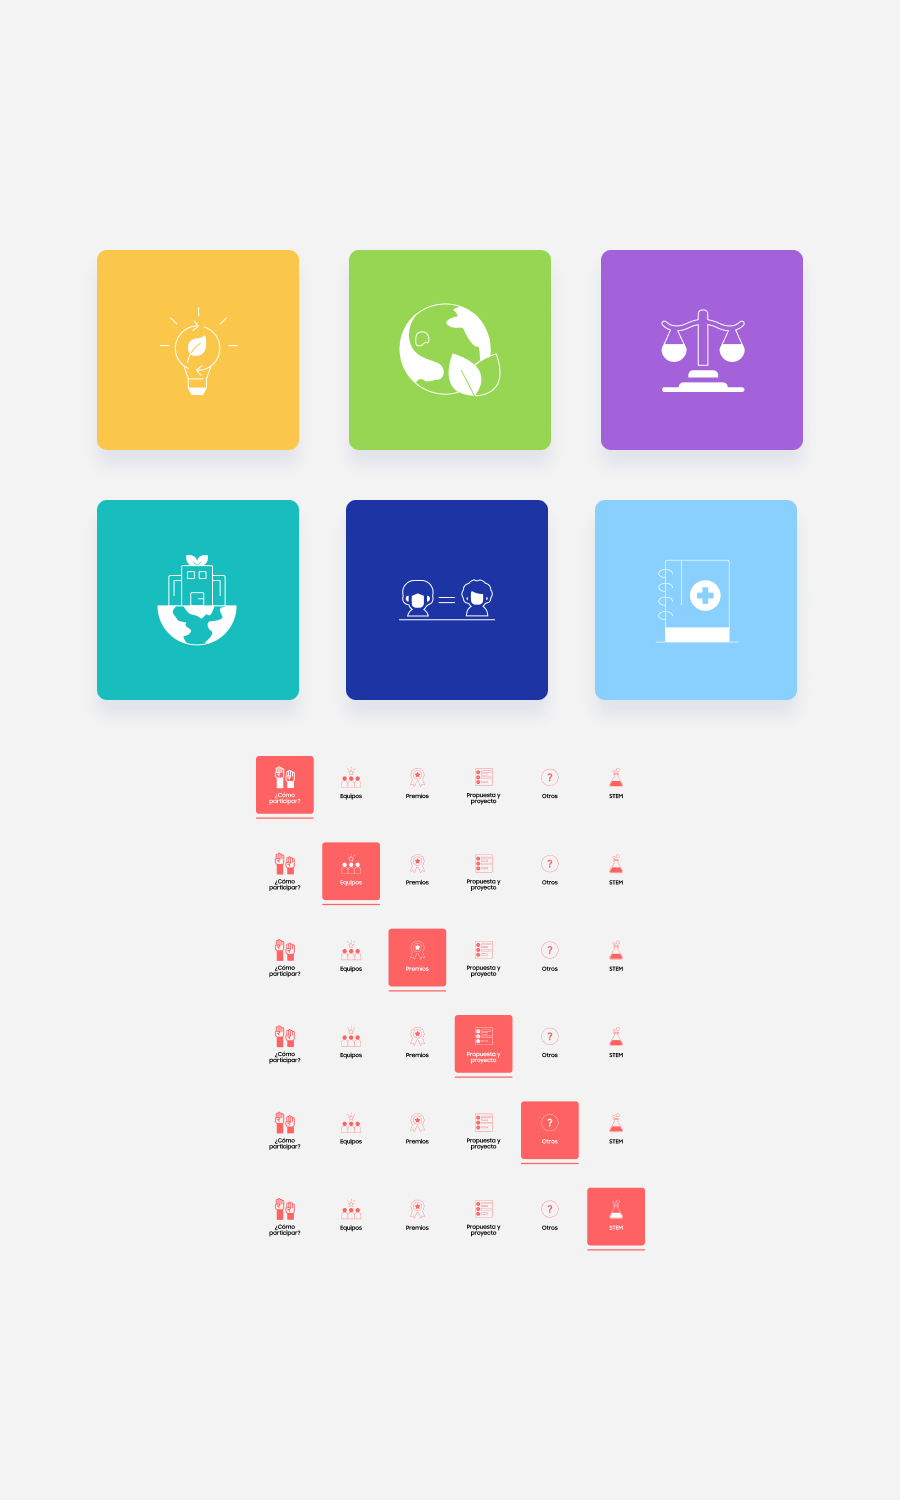 ¿Cómo
participar?
Equipos
Premios
Propuesta y
proyecto
?
Otros
STEM
¿Cómo
participar?
Equipos
Premios
Propuesta y
proyecto
?
Otros
STEM
¿Cómo
participar?
Equipos
Premios
Propuesta y
proyecto
?
Otros
STEM
¿Cómo
participar?
Equipos
Premios
Propuesta y
proyecto
?
Otros
STEM
¿Cómo
participar?
Equipos
Premios
Propuesta y
proyecto
?
Otros
STEM
¿Cómo
participar?
Equipos
Premios
Propuesta y
proyecto
?
Otros
STEM